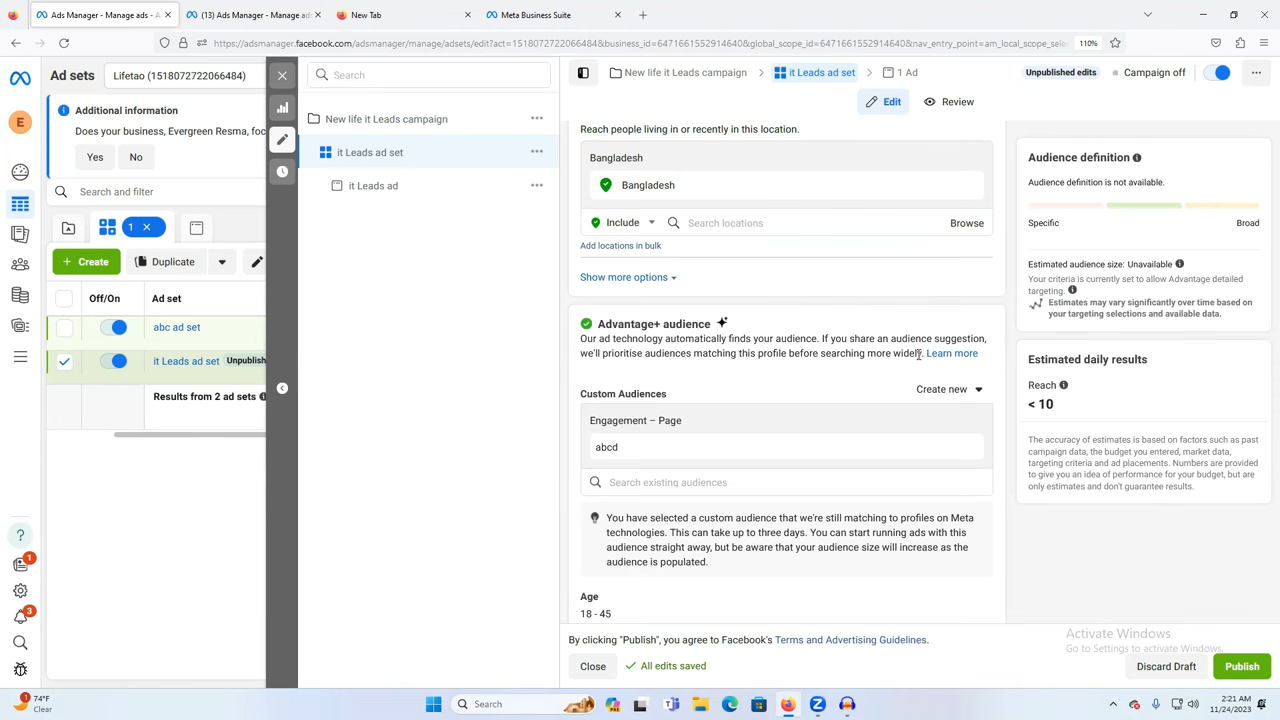 Ads Manager - Manage ads - A
(13) Ads Manager - Manage ads
New Tab
Meta Business Suite
https://adsmanager.facebook.com/adsmanager/manage/adsets/edit?act=1518072722066484&business_id=6471661552914640&global_scope_id=6471661552914640&nav_entry_point=am_local_scope_sele
110%
Ad sets
Lifetao (1518072722066484)
Additional information
Does your business, Evergreen Resma, foc
Yes
No
Search and filter
1
Create
Duplicate
Off/On
Ad set
abc ad set
it Leads ad set
Unpublish
Results from 2 ad sets
E
1
3
Search
New life it Leads campaign
it Leads ad set
it Leads ad
New life it Leads campaign
it Leads ad set
1 Ad
Unpublished edits
Campaign off
Edit
Review
Reach people living in or recently in this location.
Bangladesh
Bangladesh
Include
Search locations
Browse
Add locations in bulk
Show more options
Advantage+ audience
Our ad technology automatically finds your audience. If you share an audience suggestion,
we'll prioritise audiences matching this profile before searching more widely. Learn more
Custom Audiences
Create new
Engagement – Page
abcd
Search existing audiences
You have selected a custom audience that we're still matching to profiles on Meta
technologies. This can take up to three days. You can start running ads with this
audience straight away, but be aware that your audience size will increase as the
audience is populated.
Age
18 - 45
By clicking "Publish", you agree to Facebook's Terms and Advertising Guidelines.
Close
All edits saved
Discard Draft
Publish
Audience definition
Audience definition is not available.
Specific
Broad
Estimated audience size: Unavailable
Your criteria is currently set to allow Advantage detailed
targeting.
Estimates may vary significantly over time based on
your targeting selections and available data.
Estimated daily results
Reach
< 10
The accuracy of estimates is based on factors such as past
campaign data, the budget you entered, market data,
targeting criteria and ad placements. Numbers are provided
to give you an idea of performance for your budget, but are
only estimates and don't guarantee results.
Activate Windows
Go to Settings to activate Windows.
1
74°F
Clear
Search
2:21 AM
11/24/2023